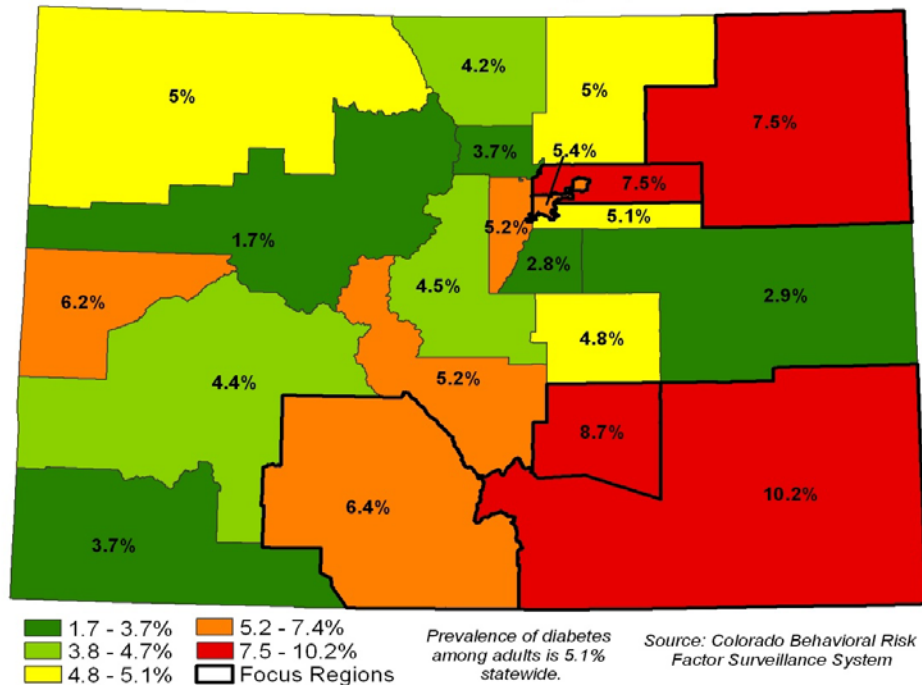 4.2%
5%
5%
7.5%
5.4%
3.7%
7.5%
5.1%
5.2%
1.7%
2.8%
6.2%
4.5%
2.9%
4.8%
4.4%
5.2%
8.7%
10.2%
6.4%
3.7%
1.7 - 3.7%
3.8 - 4.7%
4.8 - 5.1%
5.2 - 7.4%
7.5 - 10.2%
Focus Regions
Prevalence of diabetes
among adults is 5.1%
statewide.
Source: Colorado Behavioral Risk
Factor Surveillance System